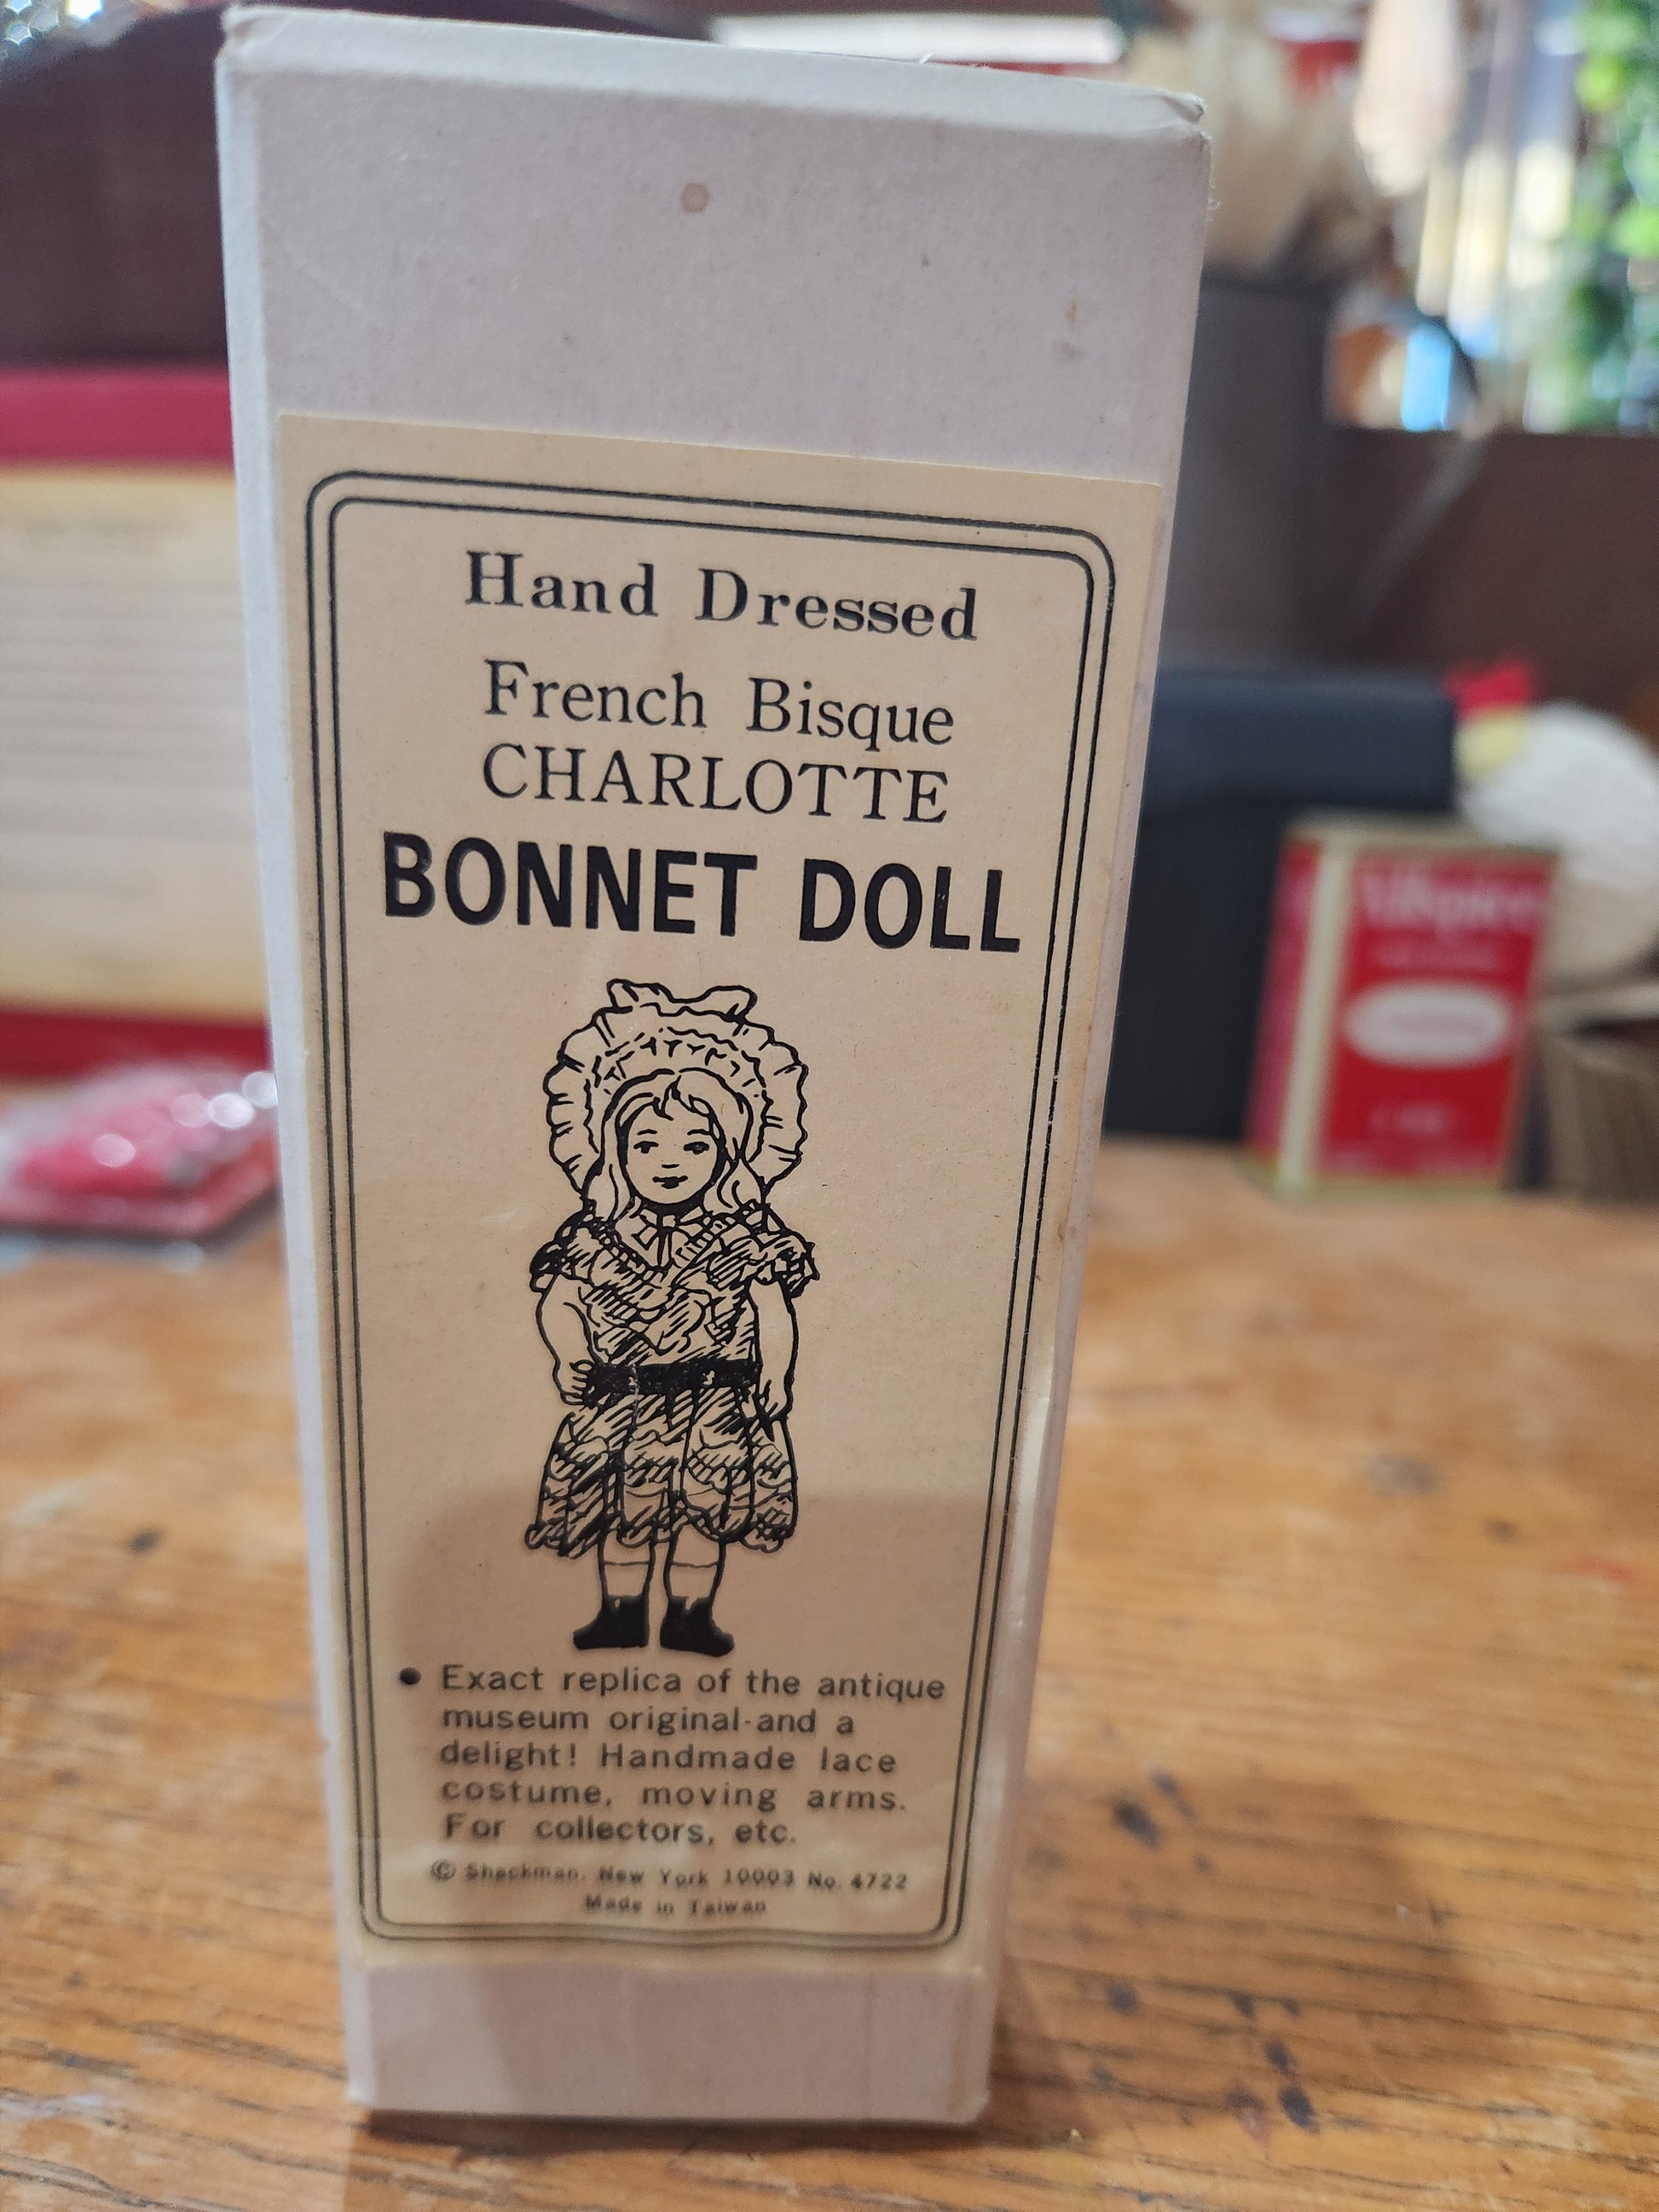 Hand Dressed
French Bisque
CHARLOTTE
BONNET DOLL
• Exact replica of the antique
museum original-and a
delight! Handmade lace
costume, moving arms.
For collectors, etc.
© Shackman, New York 10003 No. 4722
Made in Taiwan
Allspice